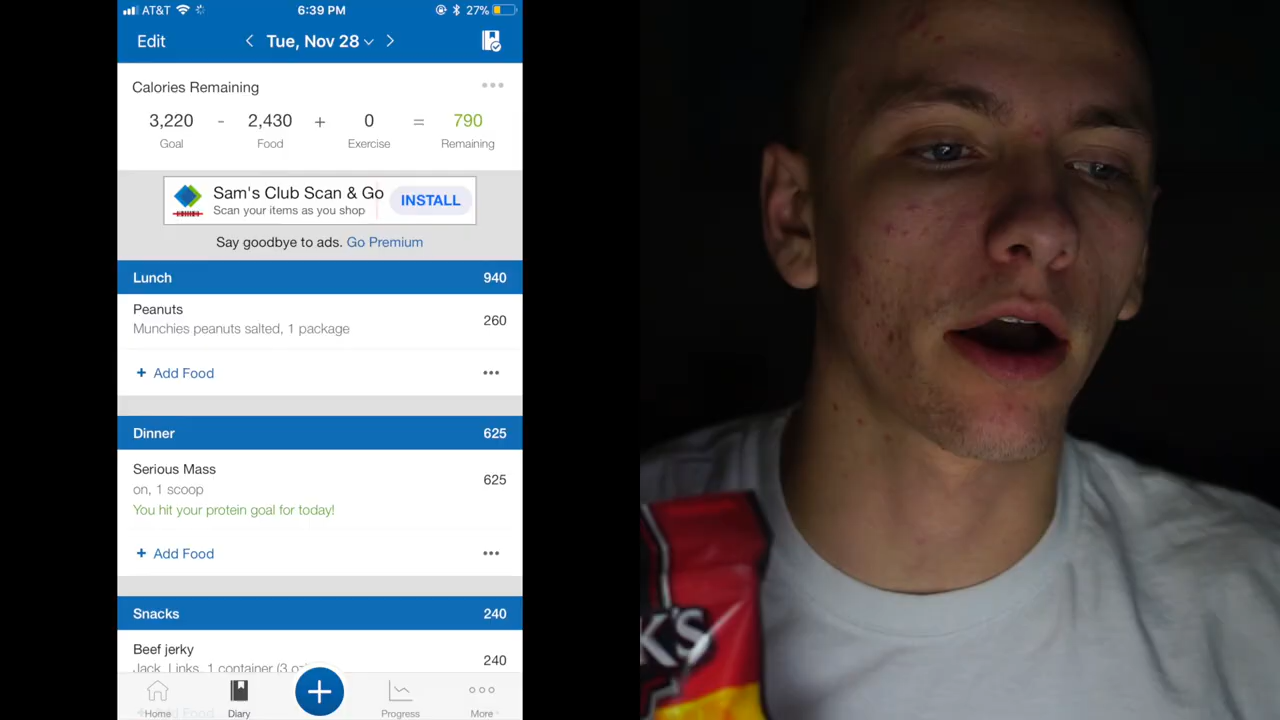 AT&T 6:39 PM 27%
Edit Tue, Nov 28
Calories Remaining
3,220 - 2,430 + 0 = 790
Goal Food Exercise Remaining
Sam's Club Scan & Go
Scan your items as you shop
INSTALL
Say goodbye to ads. Go Premium
Lunch 940
Peanuts
Munchies peanuts salted, 1 package
260
+ Add Food
Dinner 625
Serious Mass
on, 1 scoop
625
You hit your protein goal for today!
+ Add Food
Snacks 240
Beef jerky
Jack Links, 1 container (3 oz
240
+
Home Diary Progress More
K'S